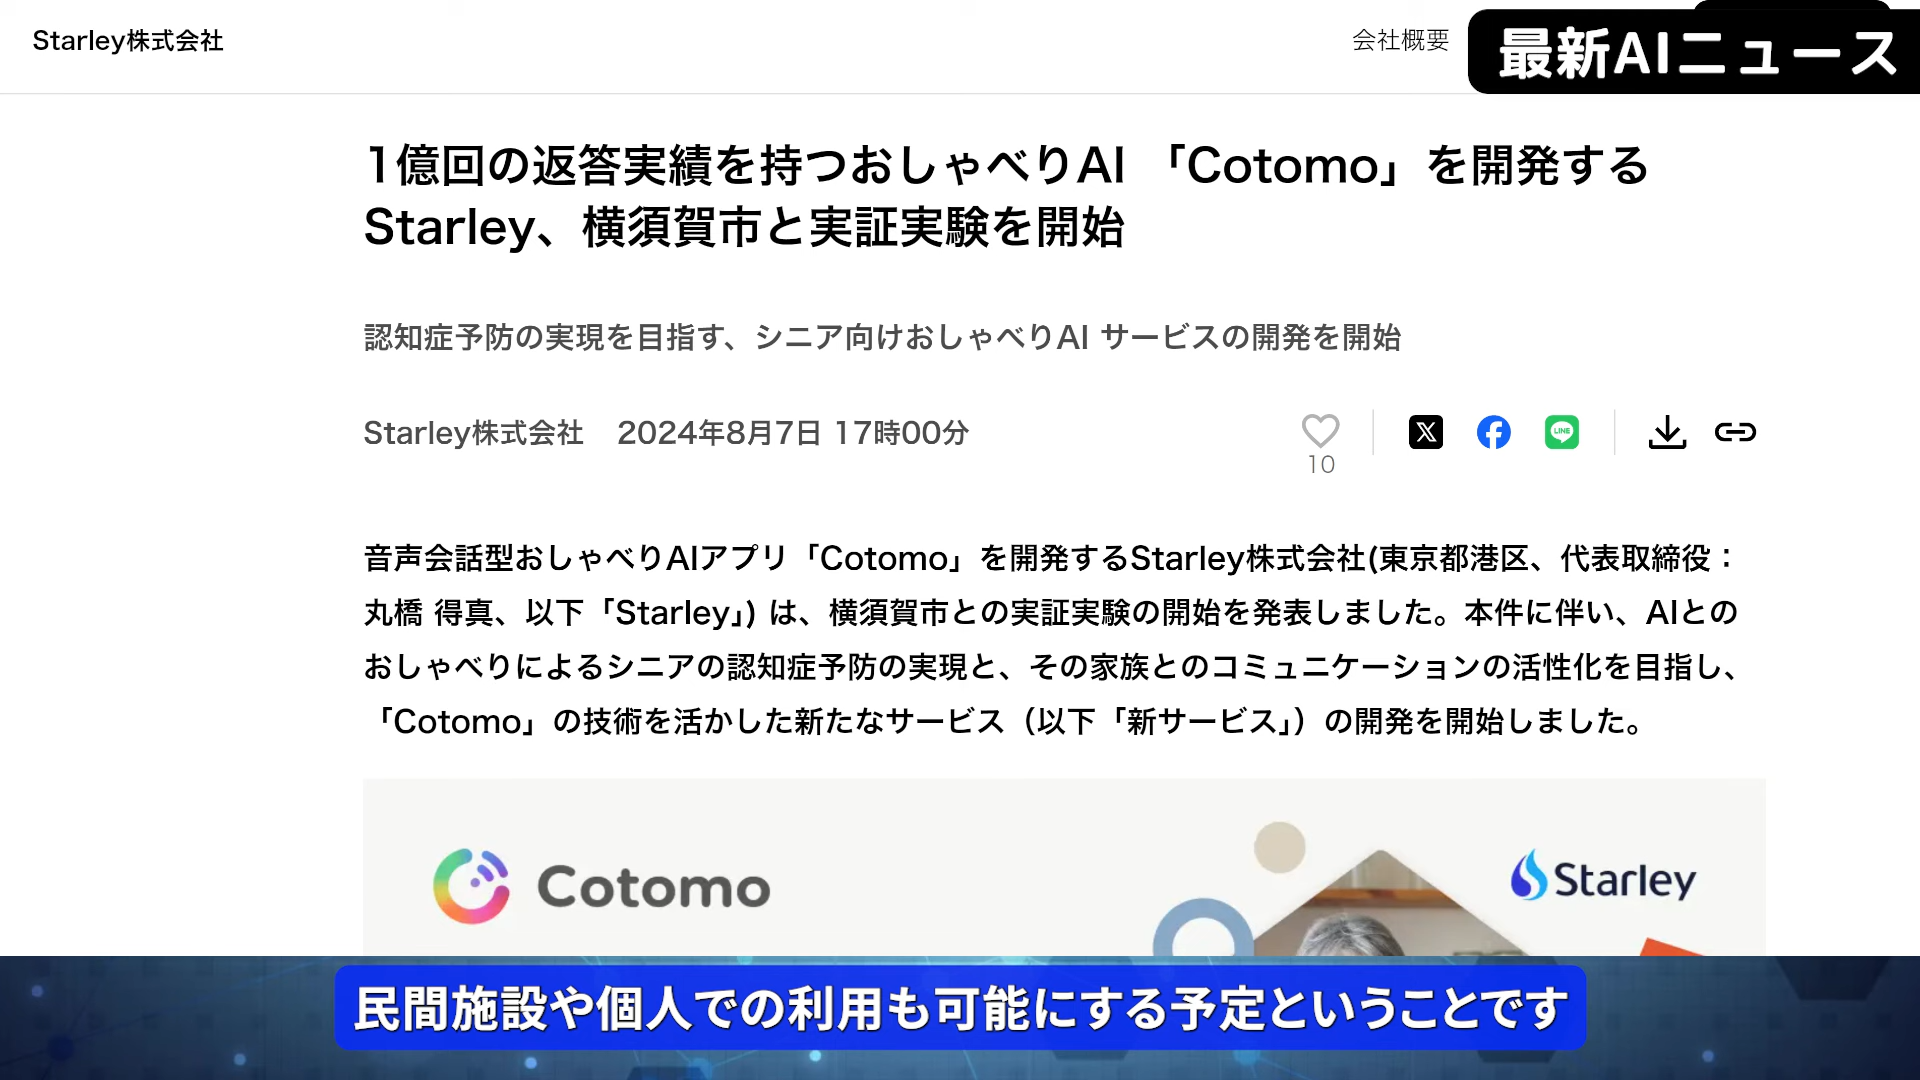 Starley株式会社
会社概要
最新AIニュース
1億回の返答実績を持つおしゃべりAI 「Cotomo」を開発する
Starley、横須賀市と実証実験を開始
認知症予防の実現を目指す、シニア向けおしゃべりAI サービスの開発を開始
Starley株式会社 2024年8月7日 17時00分
10
LINE
音声会話型おしゃべりAIアプリ「Cotomo」を開発するStarley株式会社(東京都港区、代表取締役：
丸橋 得真、以下「Starley」) は、横須賀市との実証実験の開始を発表しました。本件に伴い、AIとの
おしゃべりによるシニアの認知症予防の実現と、その家族とのコミュニケーションの活性化を目指し、
「Cotomo」の技術を活かした新たなサービス（以下「新サービス」）の開発を開始しました。
Cotomo
Starley
民間施設や個人での利用も可能にする予定ということです